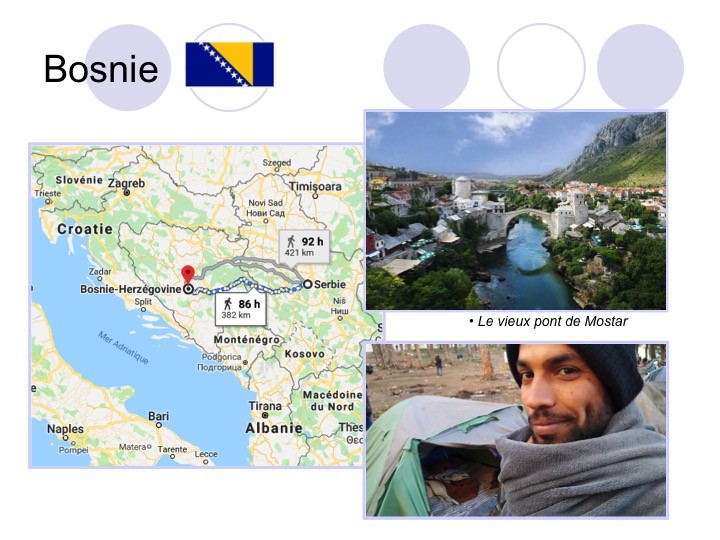 Bosnie
Szeged
Slovénie
Zagreb
Trieste
Timișoara
Novi Sad
Нови Сад
Croatie
92 h
421 km
Zadar
Bosnie-Herzégovine
Serbie
Split
86 h
382 km
Niš
Ниш
Mer Adriatique
Monténégro
Podgorica
Подгорица
Kosovo
Macédoine
du Nord
Tirana
Bari
Albanie
Thes
Naples
Pompei
Matera
Tarente
Lecce
• Le vieux pont de Mostar